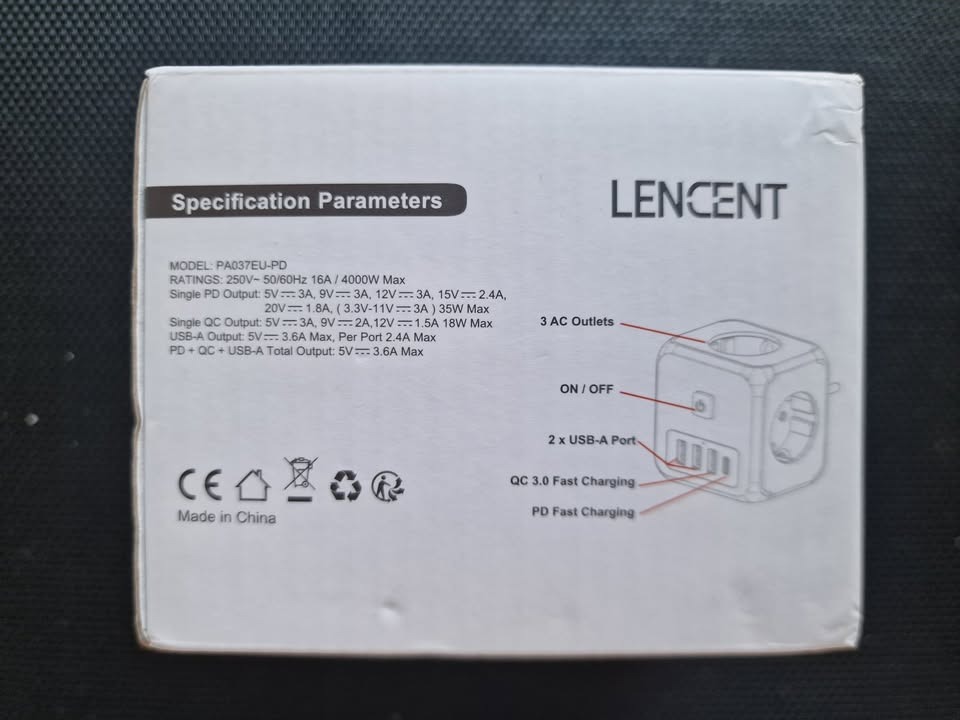 Specification Parameters
LENCENT
MODEL: PA037EU-PD
RATINGS: 250V~ 50/60Hz 16A / 4000W Max
Single PD Output: 5V⎓3A, 9V⎓3A, 12V⎓3A, 15V⎓2.4A,
20V⎓1.8A, ( 3.3V-11V⎓3A ) 35W Max
Single QC Output: 5V⎓3A, 9V⎓2A,12V⎓1.5A 18W Max
USB-A Output: 5V⎓ 3.6A Max, Per Port 2.4A Max
PD + QC + USB-A Total Output: 5V⎓ 3.6A Max
3 AC Outlets
ON / OFF
2 x USB-A Port
QC 3.0 Fast Charging
PD Fast Charging
CE
Made in China